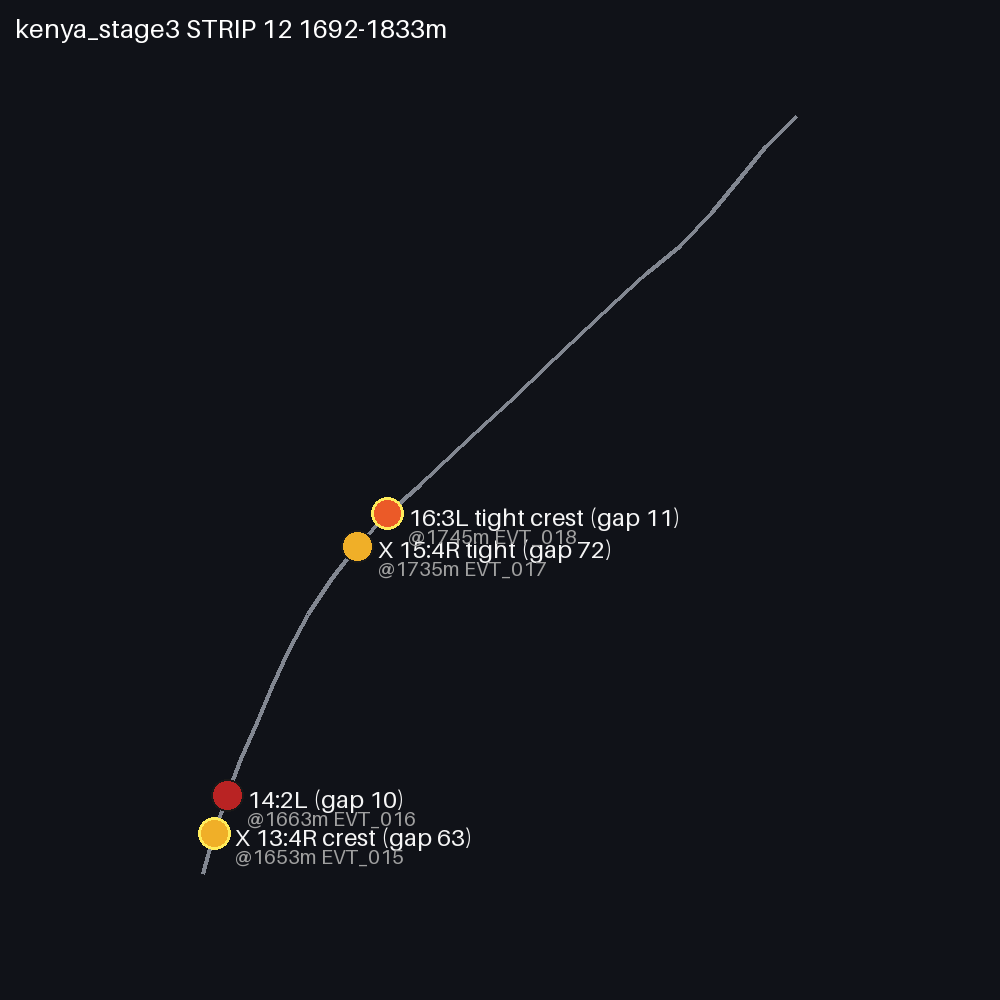 kenya_stage3 STRIP 12 1692-1833m
16:3L tight crest (gap 11)
@1745m EVT_018
X 15:4R tight (gap 72)
@1735m EVT_017
14:2L (gap 10)
@1663m EVT_016
X 13:4R crest (gap 63)
@1653m EVT_015